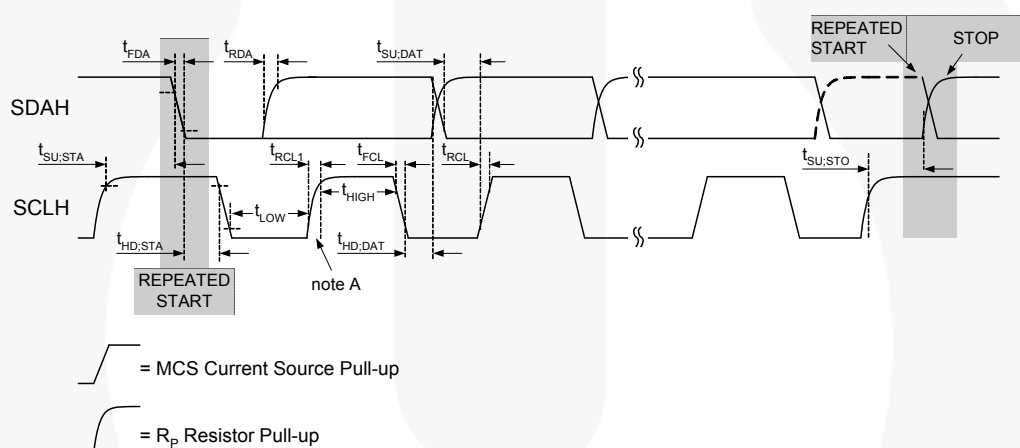 REPEATED
START
STOP
tFDA
tRDA
tSU;DAT
SDAH
tSU;STA
tRCL1
tFCL
tRCL
tSU;STO
tHIGH
SCLH
tLOW
tHD;STA
tHD;DAT
REPEATED
START
note A
= MCS Current Source Pull-up
= RP Resistor Pull-up